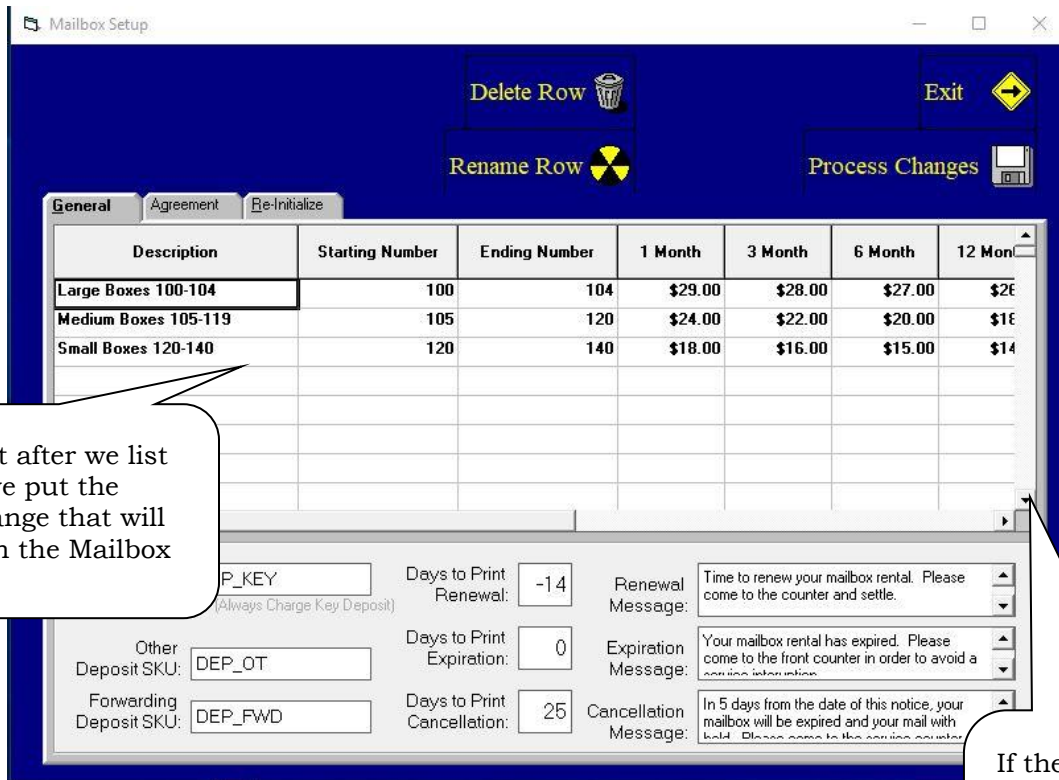 Mailbox Setup
Delete Row
Exit
Rename Row
Process Changes
General Agreement Re-Initialize
Description Starting Number Ending Number 1 Month 3 Month 6 Month 12
Large Boxes 100-104 100 104 $29.00 $28.00 $27.00
Medium Boxes 105-119 105 120 $24.00 $22.00 $20.00 $18
Small Boxes 120-140 120 140 $18.00 $16.00 $15.00 $14
after we list
put the
that will
the Mailbox
(Always Charge Key Deposit)
Days to Print
Renewal: -14
Renewal
Message:
Time to renew your mailbox rental. Please
come to the counter and settle.
Other
Deposit SKU: DEP_OT
Days to Print
Expiration: 0
Expiration
Message:
Your mailbox rental has expired. Please
come to the front counter in order to avoid a
Forwarding
Deposit SKU: DEP_FWD
Days to Print
Cancellation: 25
Cancellation
Message:
In 5 days from the date of this notice, your
mailbox will be expired and your mail with
If the